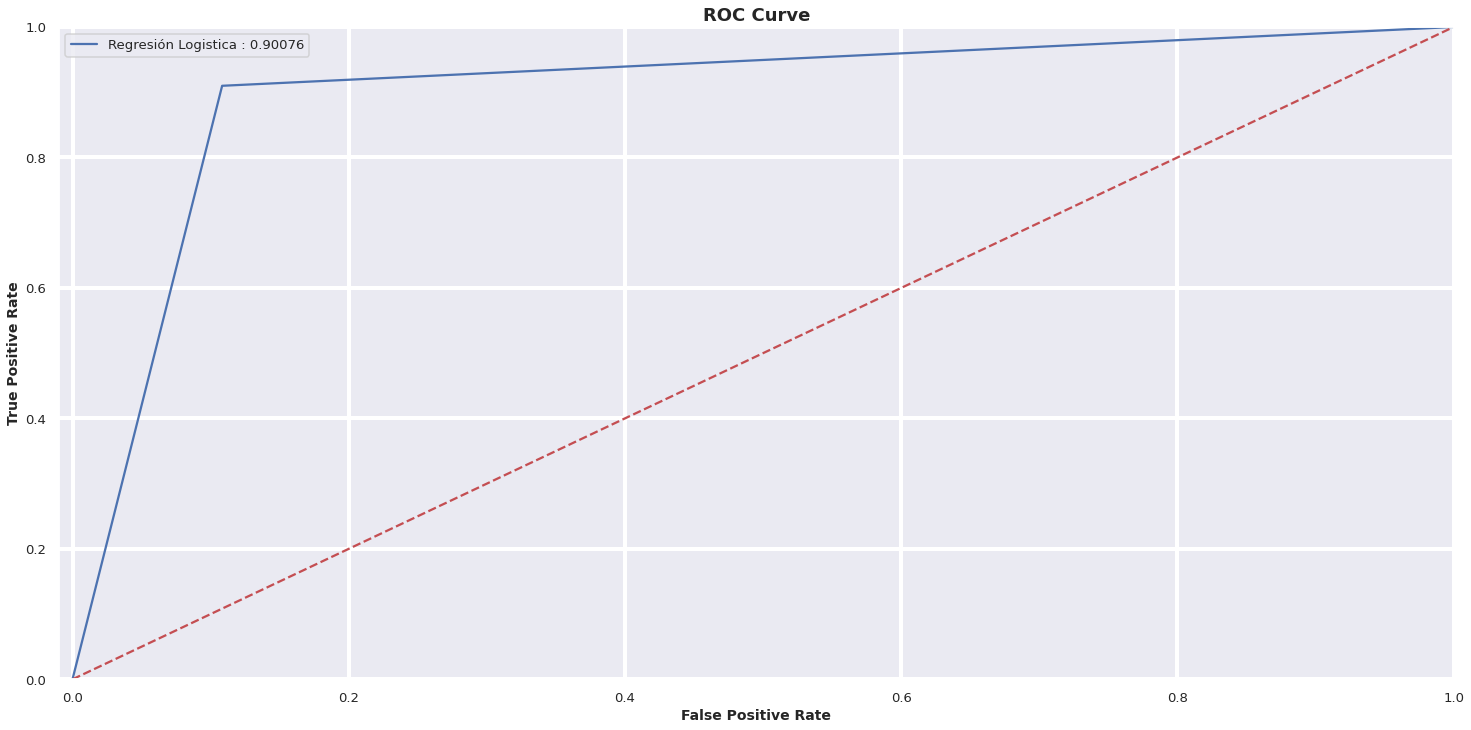 ROC Curve
Regresión Logistica : 0.90076
True Positive Rate
1.0
0.8
0.6
0.4
0.2
0.0
0.0 0.2 0.4 0.6 0.8 1.0
False Positive Rate